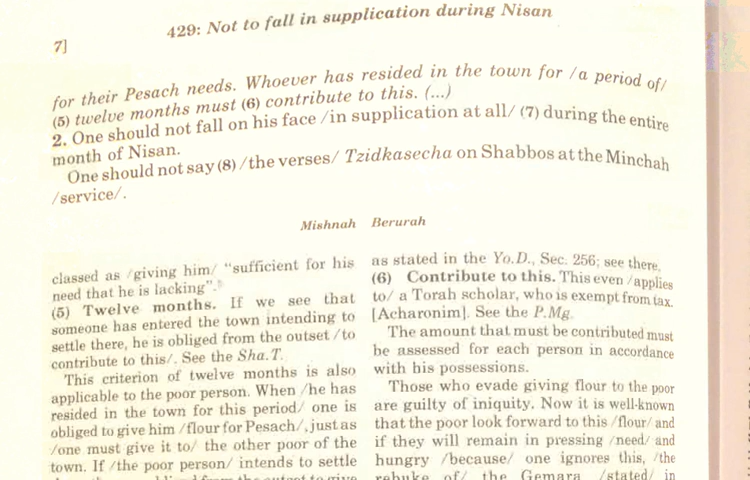 429: Not to fall in supplication during Nisan
7]
for their Pesach needs. Whoever has resided in the town for /a period of/
(5) twelve months must (6) contribute to this. (...)
2. One should not fall on his face /in supplication at all/ (7) during the entire
month of Nisan.
One should not say (8) /the verses/ Tzidkasecha on Shabbos at the Minchah
/service/.
Mishnah Berurah
classed as /giving him/ “sufficient for his
need that he is lacking”.
(5) Twelve months. If we see that
someone has entered the town intending to
settle there, he is obliged from the outset /to
contribute to this/. See the Sha.T.
This criterion of twelve months is also
applicable to the poor person. When /he has
resided in the town for this period/ one is
obliged to give him /flour for Pesach/, just as
/one must give it to/ the other poor of the
town. If /the poor person/ intends to settle
as stated in the Yo.D., Sec. 256; see there.
(6) Contribute to this. This even /applies
to/ a Torah scholar, who is exempt from tax.
[Acharonim]. See the P.Mg.
The amount that must be contributed must
be assessed for each person in accordance
with his possessions.
Those who evade giving flour to the poor
are guilty of iniquity. Now it is well-known
that the poor look forward to this /flour/ and
if they will remain in pressing /need/ and
hungry /because/ one ignores this, /the
rebuke of/ the Gemara /stated/ in